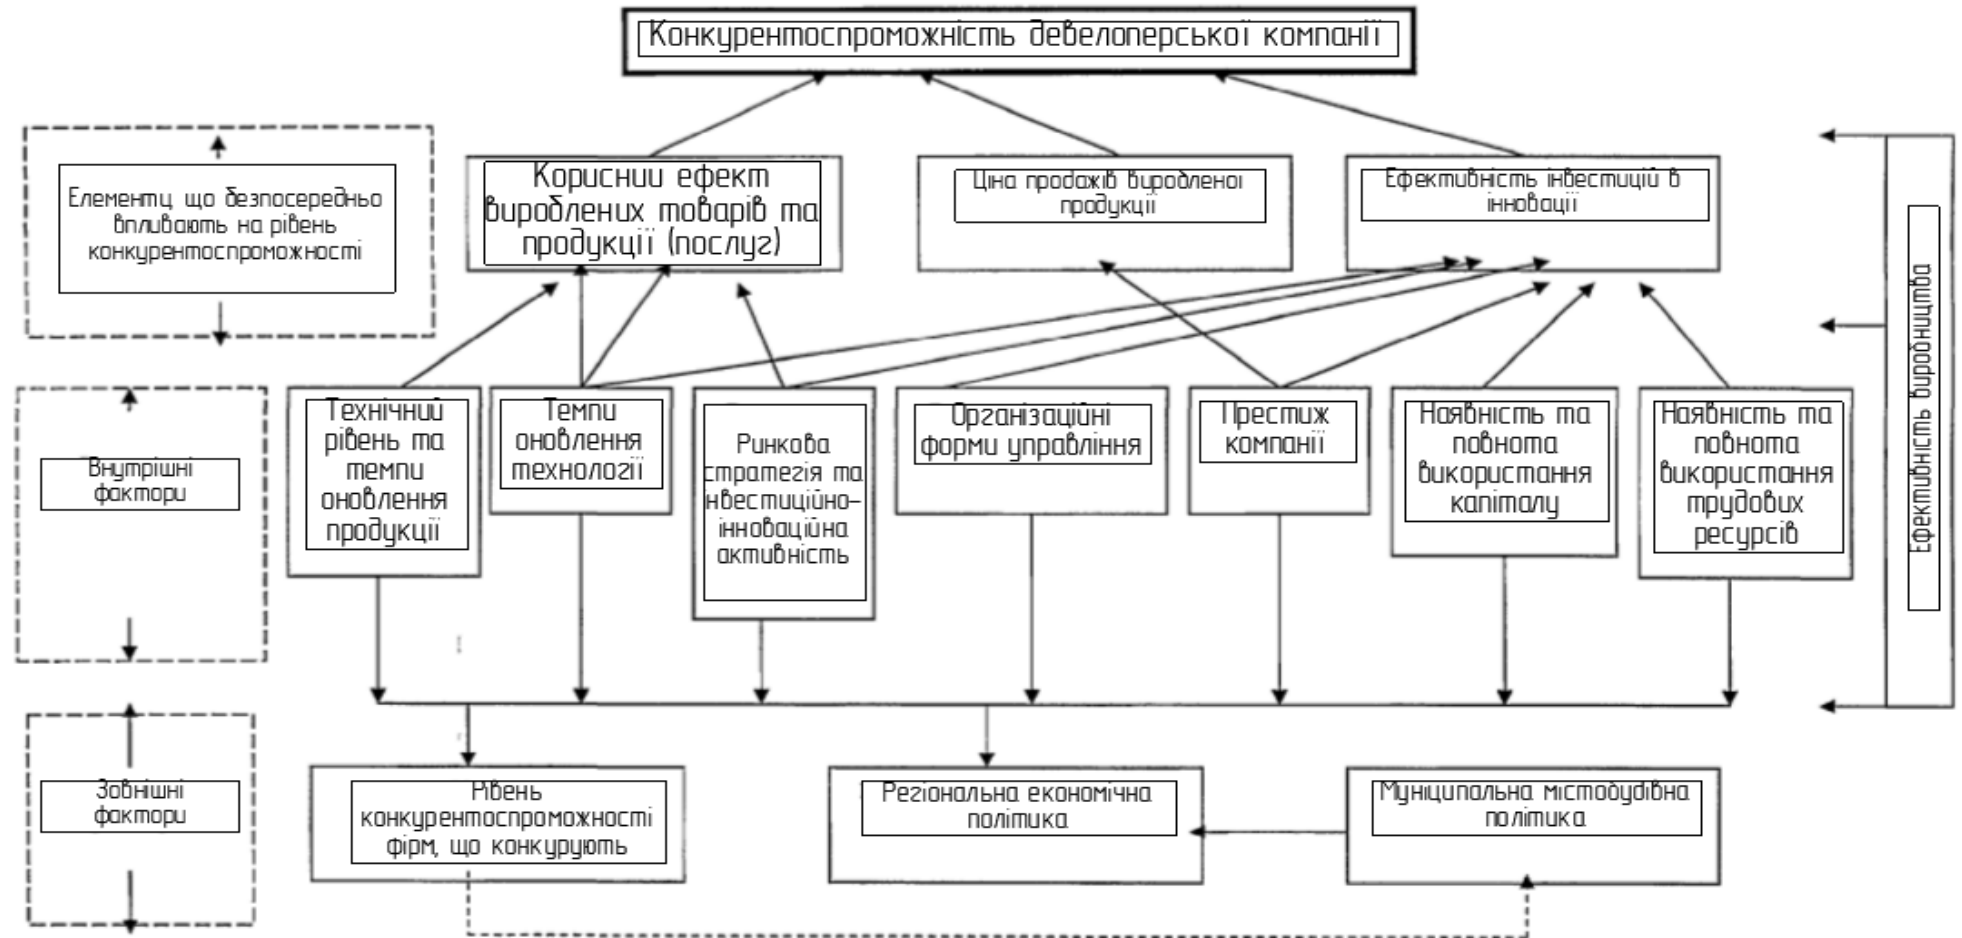 Конкурентоспроможність девелоперської компанії
Елементи, що безпосередньо
впливають на рівень
конкурентоспроможності
Корисний ефект
вироблених товарів та
продукції (послуг)
Ціна продажів виробленої
продукції
Ефективність інвестицій в
інновації
Ефективність виробництва
Внутрішні
фактори
Технічний
рівень та
темпи
оновлення
продукції
Темпи
оновлення
технології
Ринкова
стратегія та
нвестиційно-
інноваційна
активність
Організаційні
форми управління
Престиж
компанії
Наявність та
повнота
використання
капіталу
Наявність та
повнота
використання
трудових
ресурсів
Зовнішні
фактори
Рівень
конкурентоспроможності
фірм, що конкурують
Регіональна економічна
політика
Муніципальна містобудівна
політика